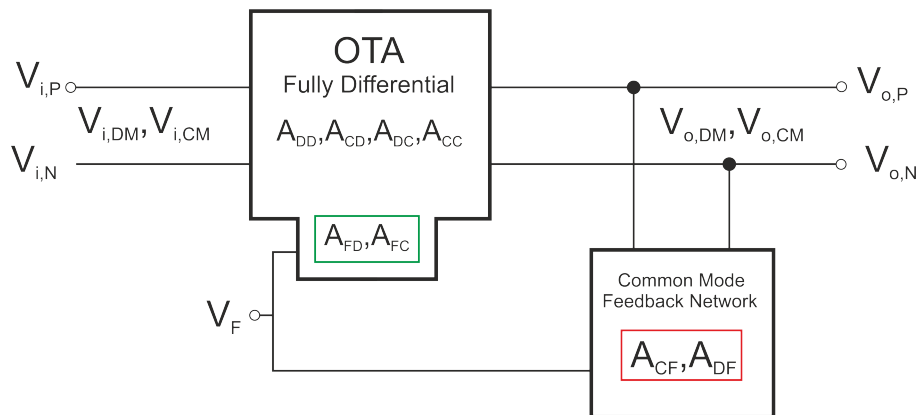 OTA
Fully Differential
A_DD,A_CD,A_DC,A_CC
V_i,P
V_i,DM,V_i,CM
V_i,N
V_o,P
V_o,DM,V_o,CM
V_o,N
A_FD,A_FC
V_F
Common Mode
Feedback Network
A_CF,A_DF